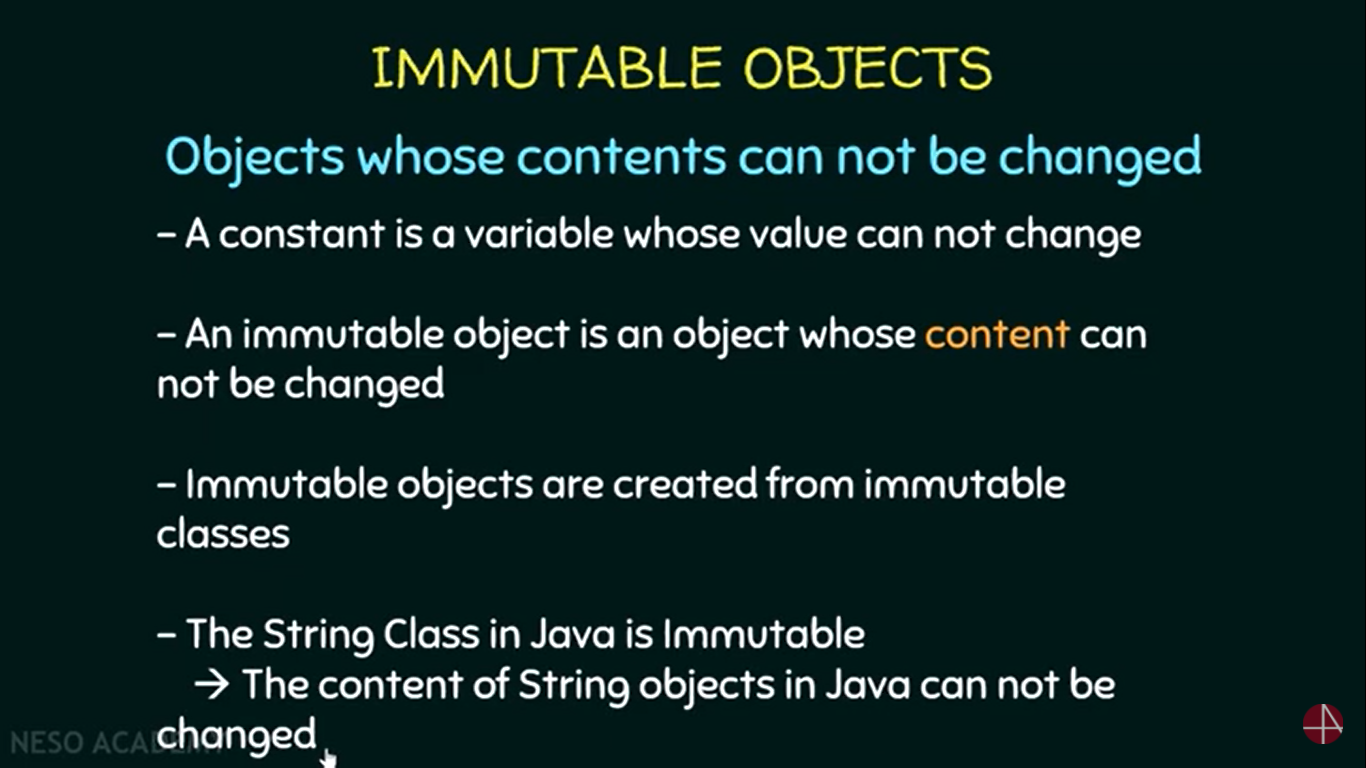 IMMUTABLE OBJECTS
Objects whose contents can not be changed
– A constant is a variable whose value can not change
– An immutable object is an object whose content can
not be changed
– Immutable objects are created from immutable
classes
– The String Class in Java is Immutable
→ The content of String objects in Java can not be
changed
NESO ACADEMY